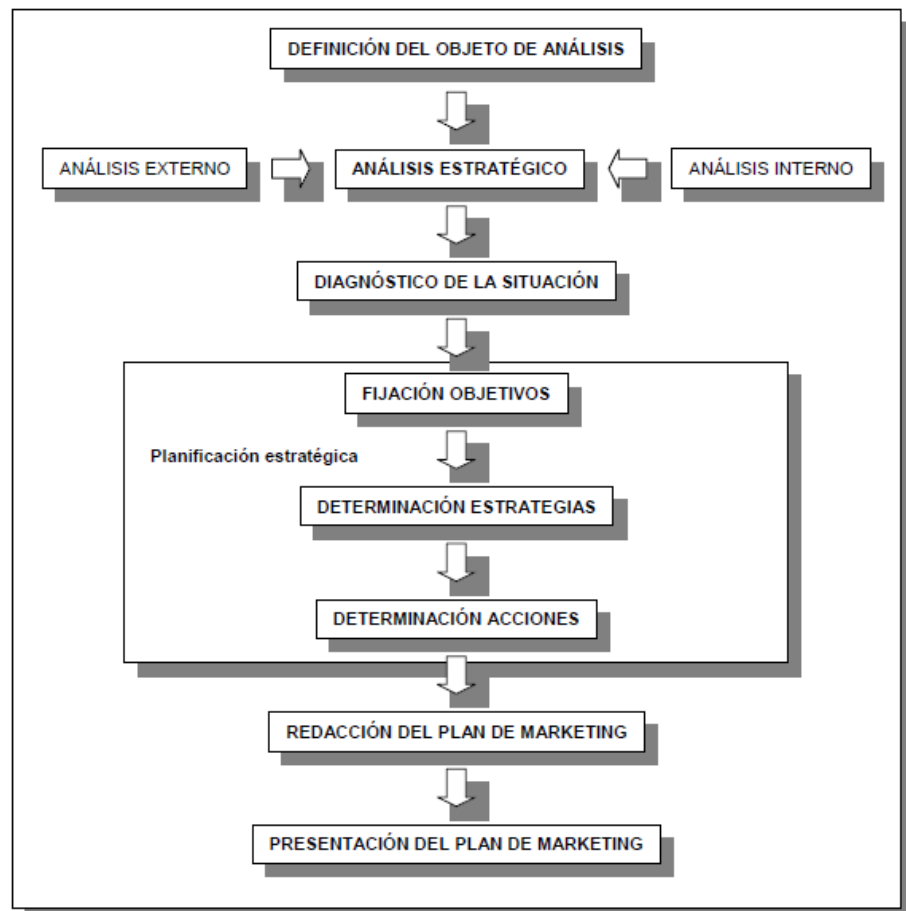 DEFINICIÓN DEL OBJETO DE ANÁLISIS
ANÁLISIS EXTERNO
ANÁLISIS ESTRATÉGICO
ANÁLISIS INTERNO
DIAGNÓSTICO DE LA SITUACIÓN
FIJACIÓN OBJETIVOS
Planificación estratégica
DETERMINACIÓN ESTRATEGIAS
DETERMINACIÓN ACCIONES
REDACCIÓN DEL PLAN DE MARKETING
PRESENTACIÓN DEL PLAN DE MARKETING